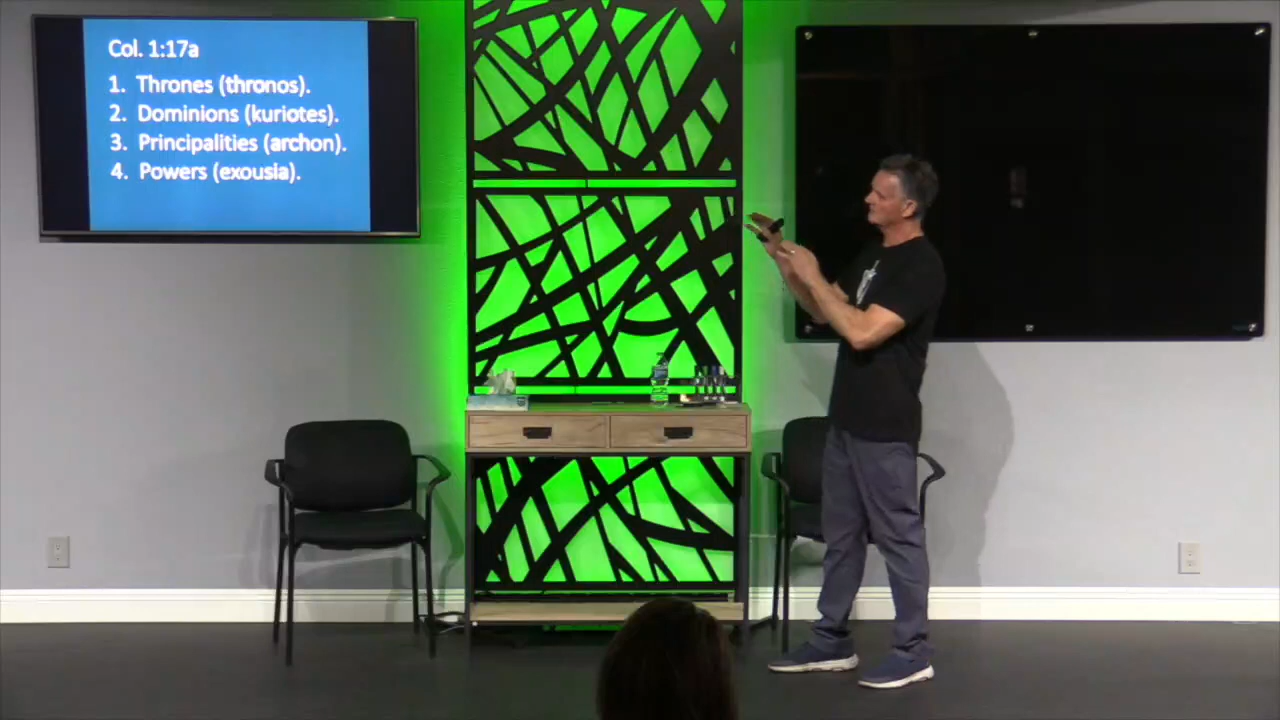 Col. 1:17a
1. Thrones (thronos).
2. Dominions (kuriotes).
3. Principalities (archon).
4. Powers (exousia).